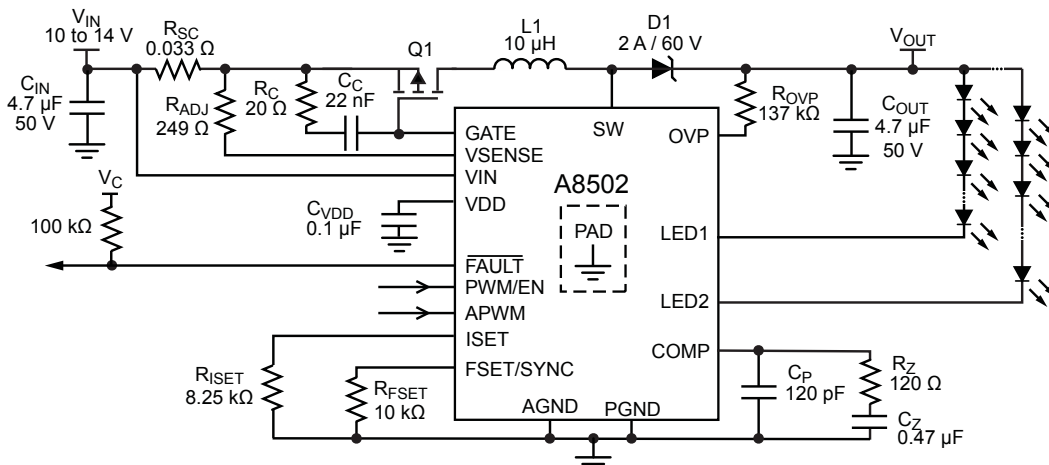 VIN
10 to 14 V
RSC
0.033 Ω
Q1
L1
10 µH
D1
2 A / 60 V
VOUT
CIN
4.7 µF
50 V
RADJ
249 Ω
RC
20 Ω
CC
22 nF
ROVP
137 kΩ
COUT
4.7 µF
50 V
GATE
SW
OVP
VSENSE
VIN
VC
VDD
A8502
CVDD
0.1 µF
100 kΩ
PAD
LED1
FAULT
PWM/EN
LED2
APWM
ISET
COMP
FSET/SYNC
RISET
8.25 kΩ
RFSET
10 kΩ
CP
120 pF
RZ
120 Ω
AGND
PGND
CZ
0.47 µF